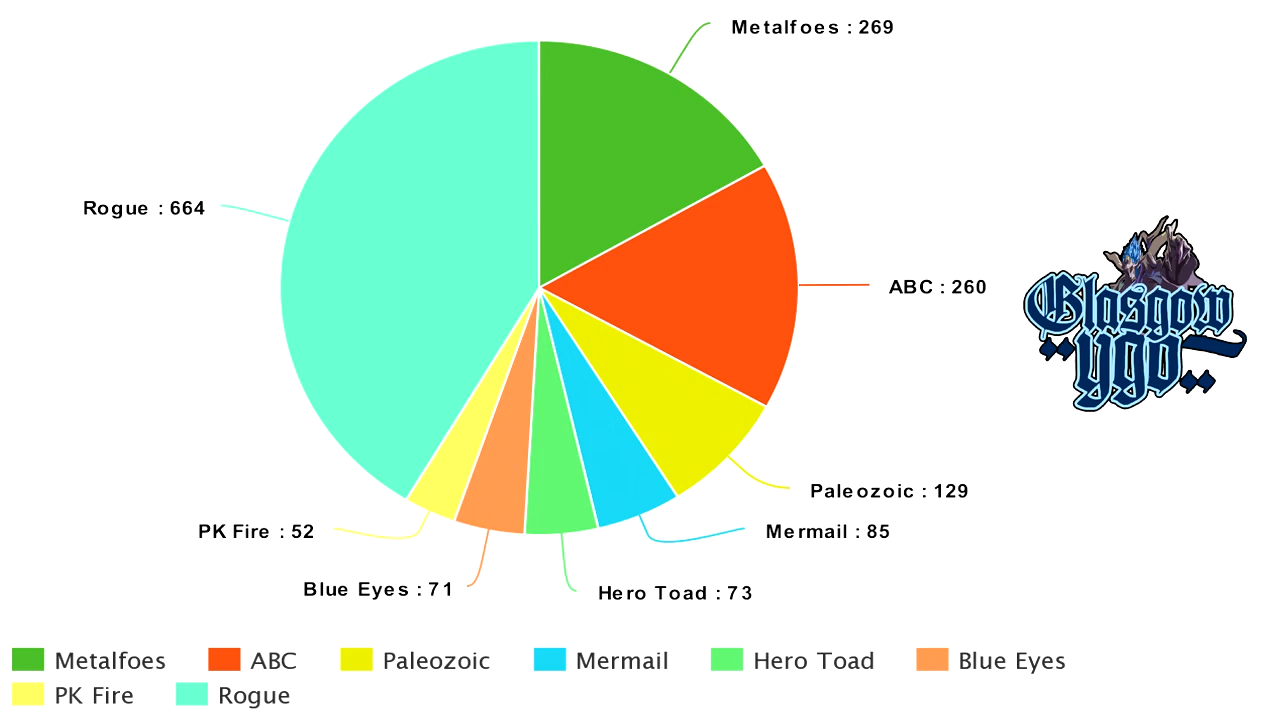 Metalfoes : 269
Rogue : 664
ABC : 260
Glasgow
ygo
Paleozoic : 129
PK Fire : 52
Mermail : 85
Blue Eyes : 71
Hero Toad : 73
Metalfoes ABC Paleozoic Mermail Hero Toad Blue Eyes
PK Fire Rogue